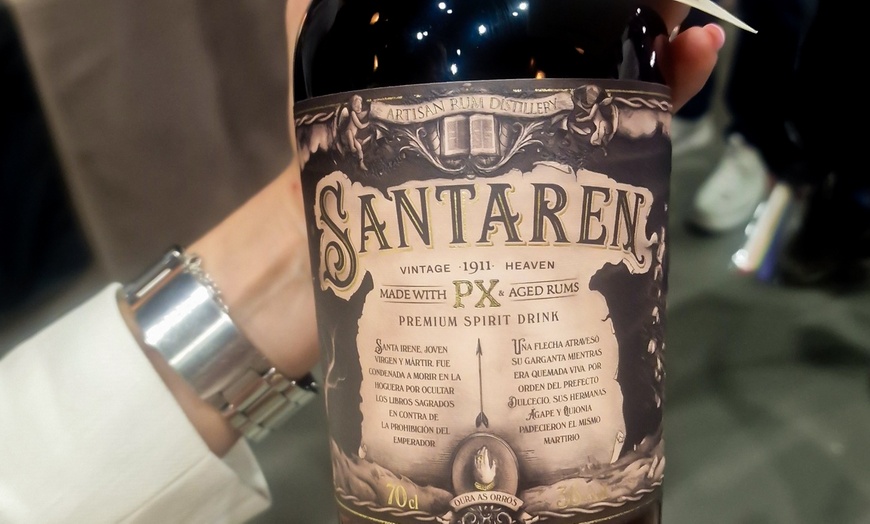 ARTISAN RUM DISTILLERY
SANTAREN
VINTAGE ·1911· HEAVEN
MADE WITH PX & AGED RUMS
PREMIUM SPIRIT DRINK
SANTA IRENE, JOVEN
VIRGEN Y MÁRTIR, FUE
CONDENADA A MORIR EN LA
HOGUERA POR OCULTAR
LOS LIBROS SAGRADOS
EN CONTRA DE
LA PROHIBICIÓN DEL
EMPERADOR
UNA FLECHA ATRAVESÓ
SU GARGANTA MIENTRAS
ERA QUEMADA VIVA POR
ORDEN DEL PREFECTO
DULCECIO, SUS HERMANAS
ÁGAPE Y QUIONIA
PADECIERON EL MISMO
MARTIRIO
70cl
OURA AS ORROS